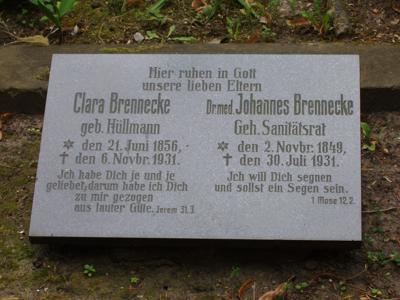 Hier ruhen in Gott
unsere lieben Eltern
Clara Brennecke
geb. Hüllmann
✲ den 21. Juni 1856,
✝ den 6. Novbr. 1931.
Ich habe Dich je und je
geliebet, darum habe ich Dich
zu mir gezogen
aus lauter Güte. Jerem 31.3
Dr. med. Johannes Brennecke
Geh. Sanitätsrat
✲ den 2. Novbr. 1849,
✝ den 30. Juli 1931.
Ich will Dich segnen
und sollst ein Segen sein.
1 Mose 12.2